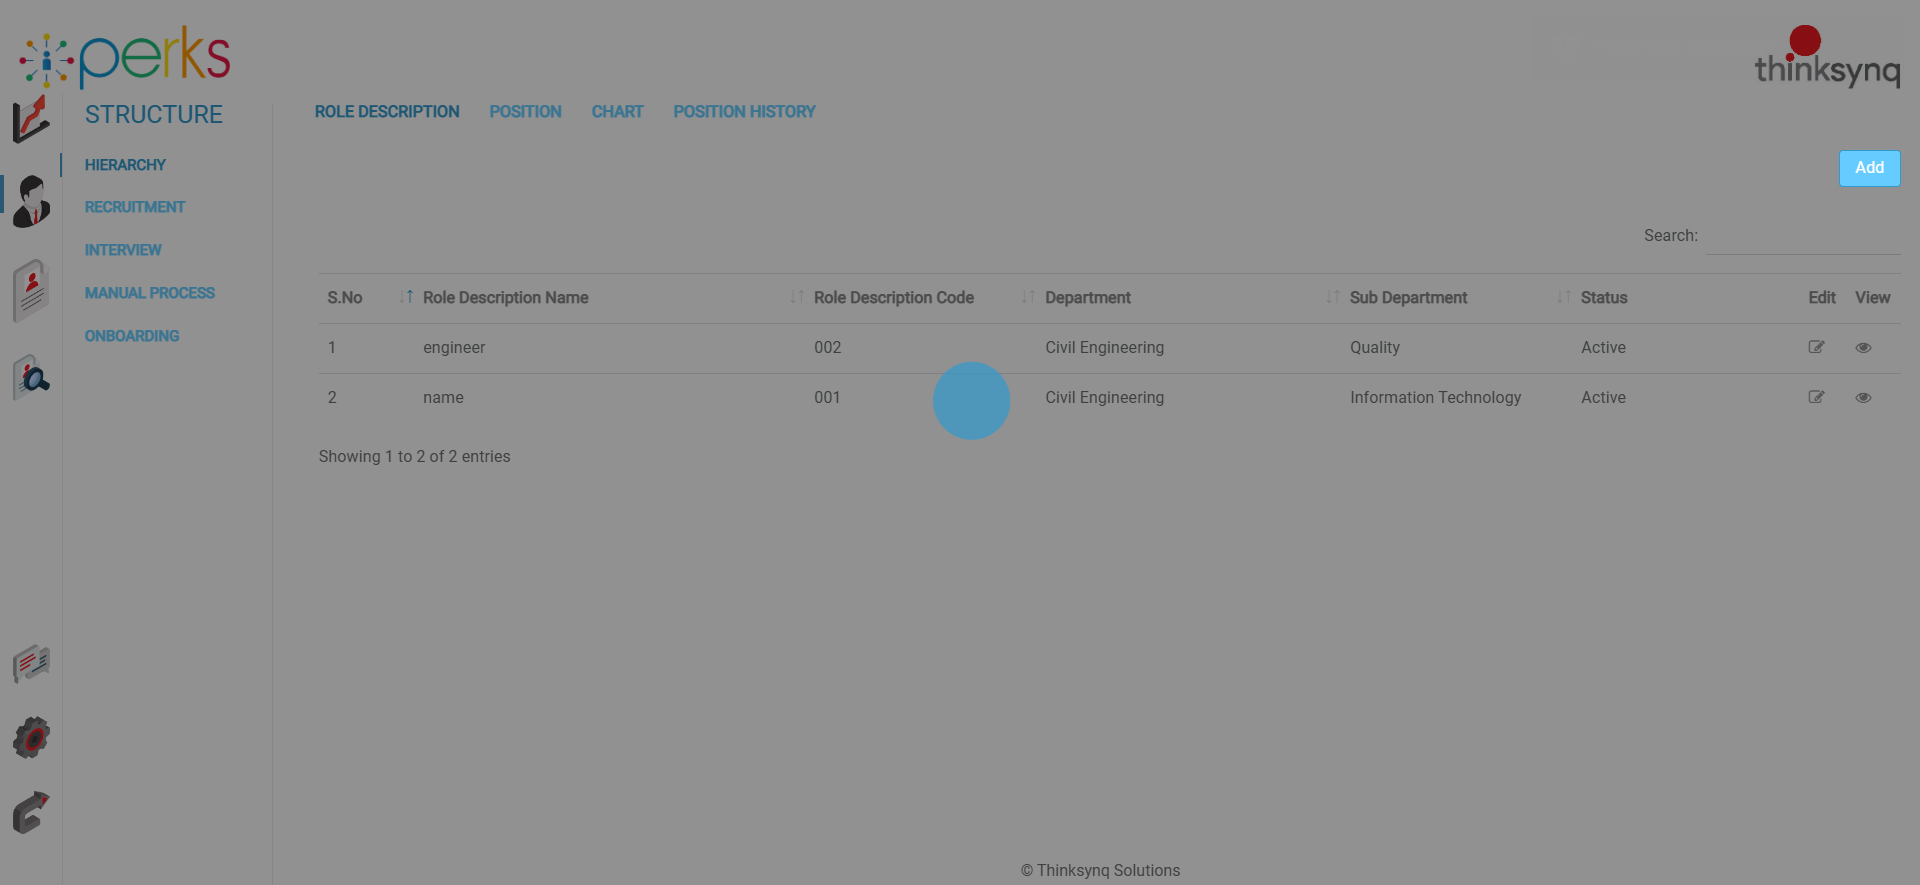 perks
thinksynq
STRUCTURE
HIERARCHY
RECRUITMENT
INTERVIEW
MANUAL PROCESS
ONBOARDING
ROLE DESCRIPTION POSITION CHART POSITION HISTORY
Add
Search:
S.No Role Description Name Role Description Code Department Sub Department Status Edit View
1 engineer 002 Civil Engineering Quality Active
2 name 001 Civil Engineering Information Technology Active
Showing 1 to 2 of 2 entries
© Thinksynq Solutions